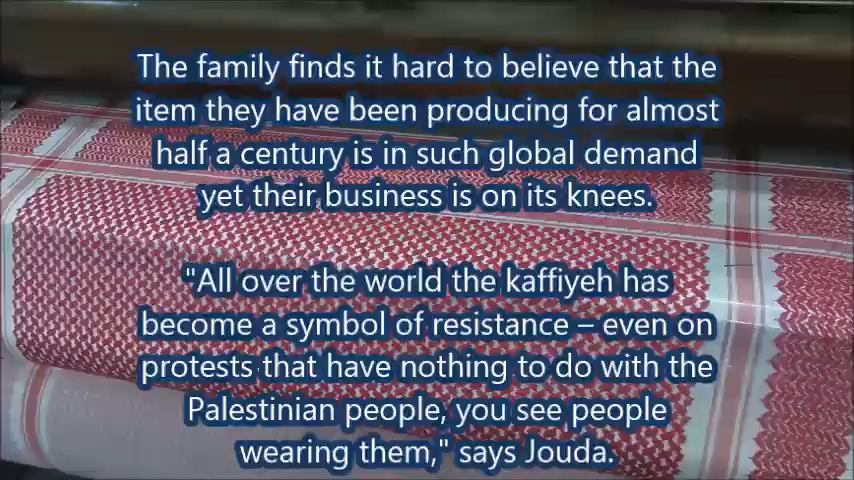 The family finds it hard to believe that the
item they have been producing for almost
half a century is in such global demand
yet their business is on its knees.
"All over the world the kaffiyeh has
become a symbol of resistance – even on
protests that have nothing to do with the
Palestinian people, you see people
wearing them," says Jouda.